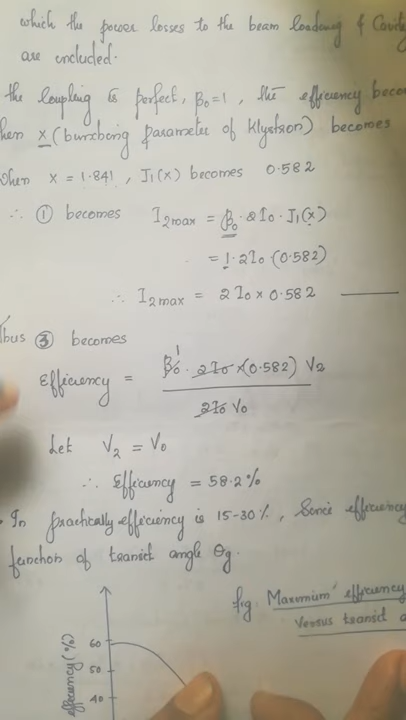 which the power losses to the beam loading & Cavity
are included.
the Coupling is perfect, β₀=1, the efficiency beco
hen X (bunching parameter of Klystron) becomes
When X = 1.841, J₁(x) becomes 0.582
∴ ① becomes I₂max = β₀ · 2I₀ · J₁(x)
= 1 · 2I₀ · (0.582)
∴ I₂max = 2I₀ x 0.582
hus ③ becomes
Efficiency = β₀¹ · 2I₀ x(0.582) V₂ / 2I₀ V₀
Let V₂ = V₀
∴ Efficiency = 58.2%
In practically efficiency is 15-30%, Since efficiency
function of transit angle θg.
fig. Maximum efficiency
Versus transit a
efficiency (%)
60
50
40